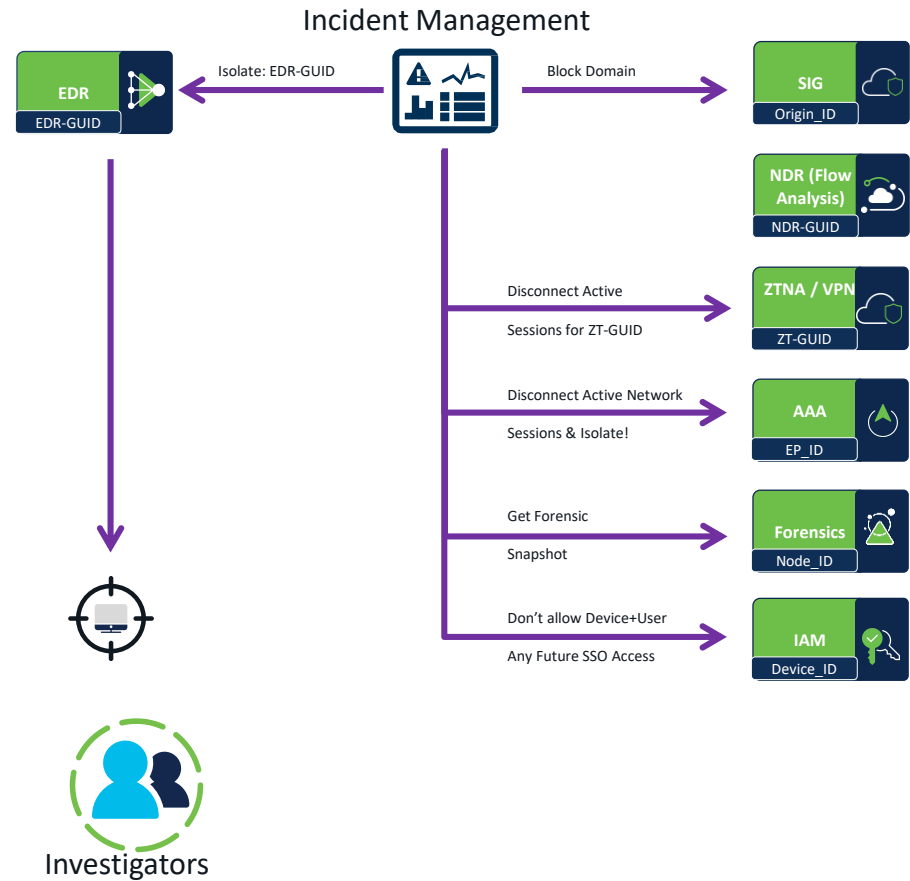 Incident Management
EDR
EDR-GUID
Isolate: EDR-GUID
Block Domain
SIG
Origin_ID
NDR (Flow
Analysis)
NDR-GUID
Disconnect Active
Sessions for ZT-GUID
ZTNA / VPN
ZT-GUID
Disconnect Active Network
Sessions & Isolate!
AAA
EP_ID
Get Forensic
Snapshot
Forensics
Node_ID
Don’t allow Device+User
Any Future SSO Access
IAM
Device_ID
Investigators